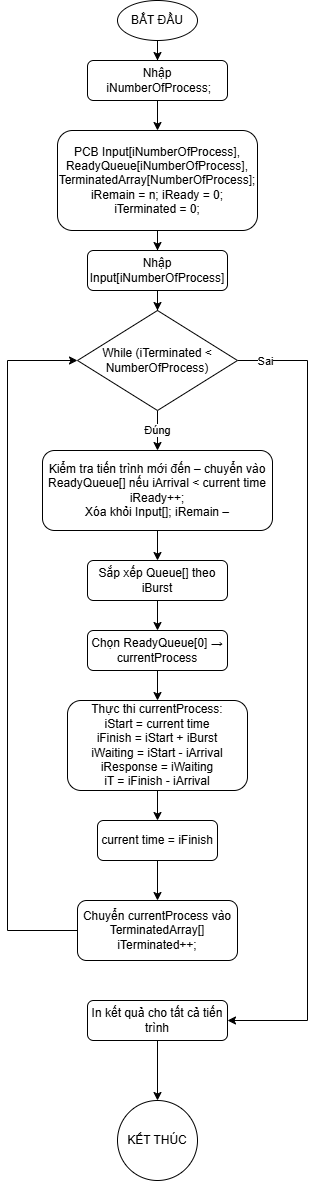 BẮT ĐẦU
Nhập
iNumberOfProcess;
PCB Input[iNumberOfProcess],
ReadyQueue[iNumberOfProcess],
TerminatedArray[NumberOfProcess];
iRemain = n; iReady = 0;
iTerminated = 0;
Nhập
Input[iNumberOfProcess]
While (iTerminated <
NumberOfProcess)
Sai
Đúng
Kiểm tra tiến trình mới đến – chuyển vào
ReadyQueue[] nếu iArrival < current time
iReady++;
Xóa khỏi Input[]; iRemain –
Sắp xếp Queue[] theo
iBurst
Chọn ReadyQueue[0] →
currentProcess
Thực thi currentProcess:
iStart = current time
iFinish = iStart + iBurst
iWaiting = iStart - iArrival
iResponse = iWaiting
iT = iFinish - iArrival
current time = iFinish
Chuyển currentProcess vào
TerminatedArray[]
iTerminated++;
In kết quả cho tất cả tiến
trình
KẾT THÚC